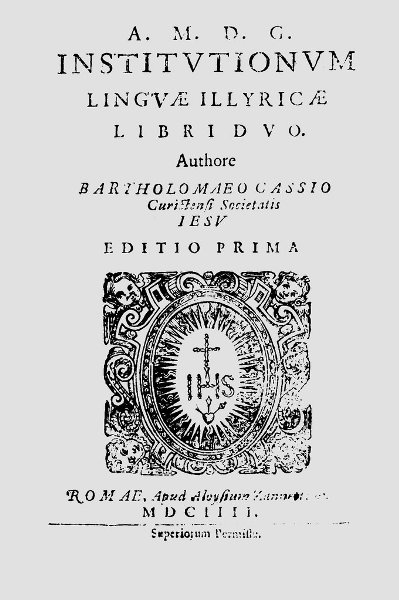 A. M. D. G.
INSTITVTIONVM
LINGVÆ ILLYRICÆ
LIBRI DVO.
Authore
BARTHOLOMAEO CASSIO
Curictensi Societatis
IESV
EDITIO PRIMA
IHS
ROMAE, Apud Aloysium
MDCIIII.
Superiorum Permissu.